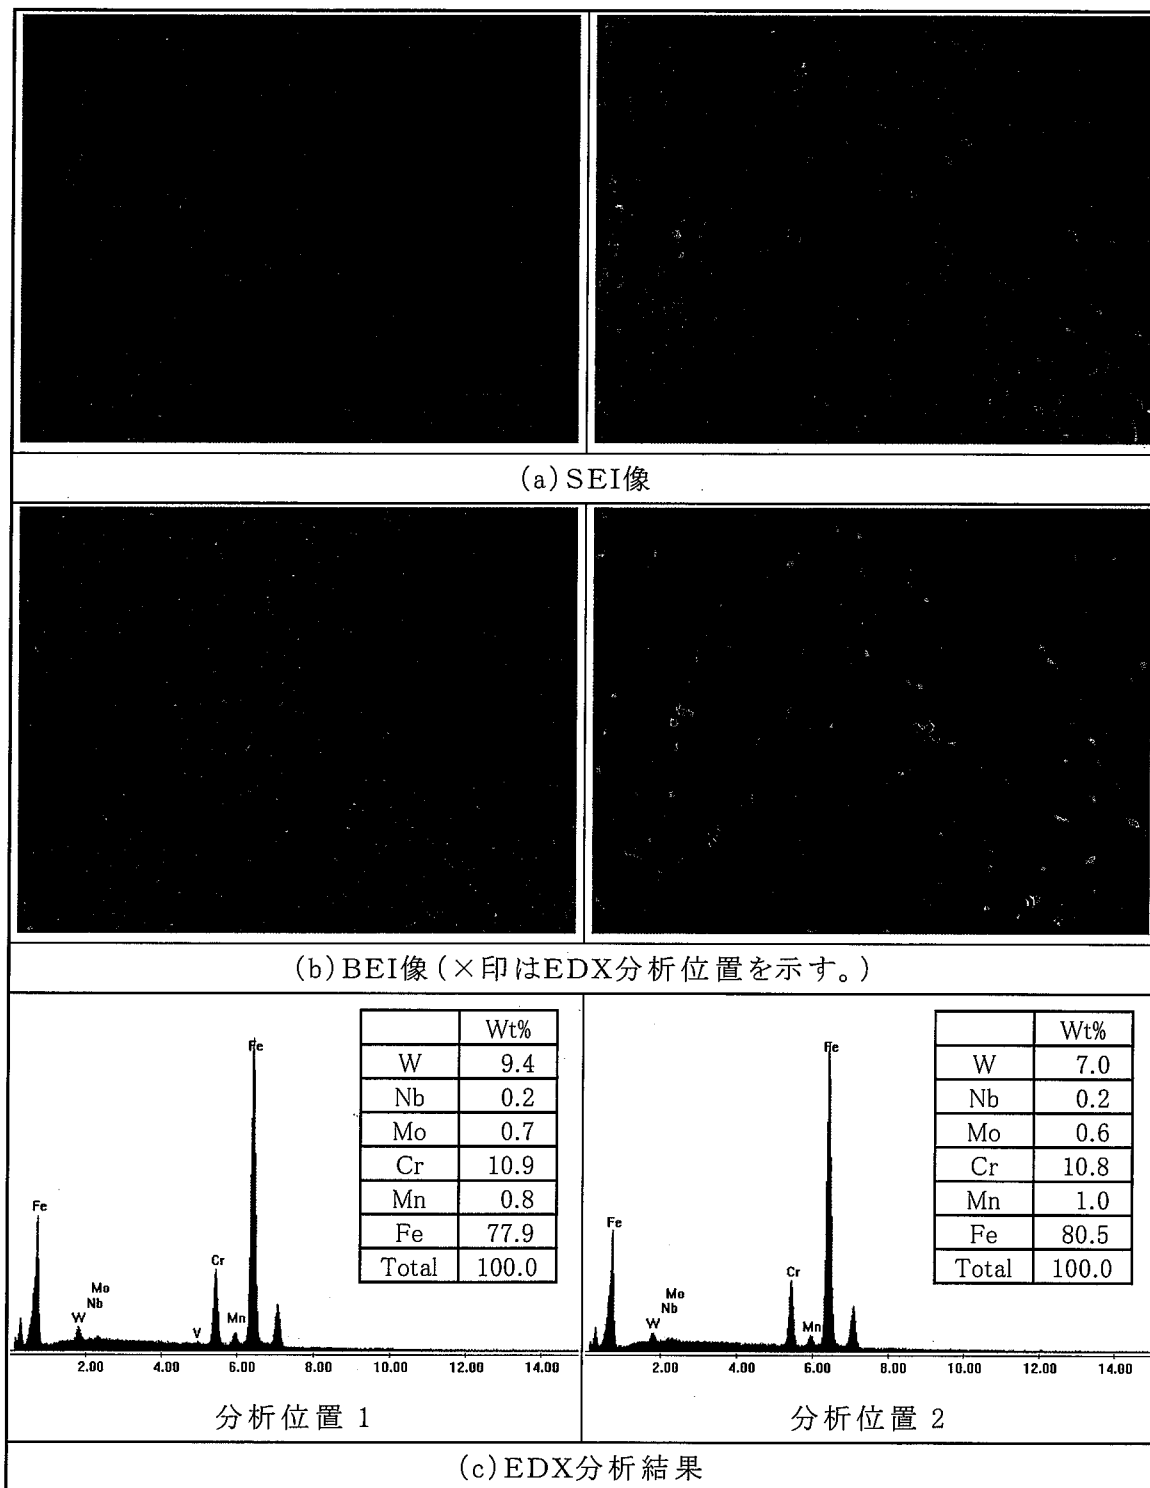 (a)SEI像
(b)BEI像(×印はEDX分析位置を示す。)
Wt%
W 9.4
Nb 0.2
Mo 0.7
Cr 10.9
Mn 0.8
Fe 77.9
Total 100.0
Fe
Fe
Cr
Mo
Nb
W
V
Mn
2.00 4.00 6.00 8.00 10.00 12.00 14.00
分析位置 1
Wt%
W 7.0
Nb 0.2
Mo 0.6
Cr 10.8
Mn 1.0
Fe 80.5
Total 100.0
Fe
Fe
Cr
Mo
Nb
W
Mn
2.00 4.00 6.00 8.00 10.00 12.00 14.00
分析位置 2
(c)EDX分析結果